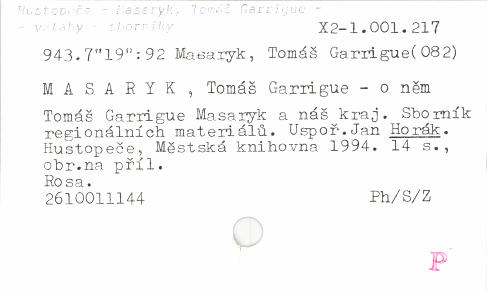 Hustopeče - Masaryk, Tomáš Garrigue -
- vztahy - sborníky
X2-1.001.217
943.7"19":92 Masaryk, Tomáš Garrigue(082)
M A S A R Y K , Tomáš Garrigue - o něm
Tomáš Garrigue Masaryk a náš kraj. Sborník
regionálních materiálů. Uspoř.Jan Horák.
Hustopeče, Městská knihovna 1994. 14 s.,
obr.na příl.
Rosa.
2610011144
Ph/S/Z
P